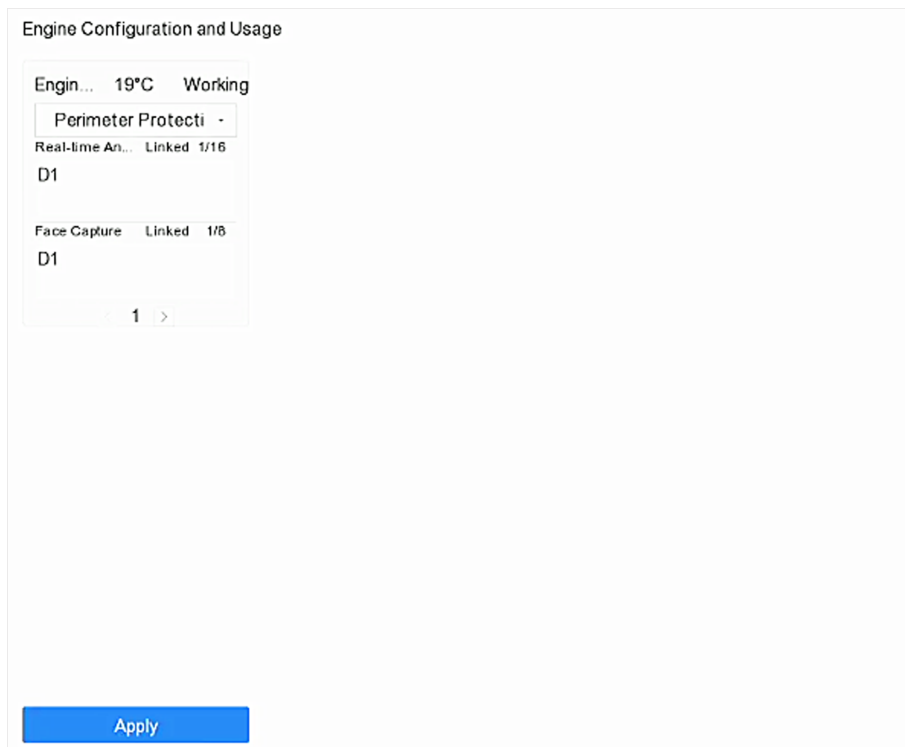 Engine Configuration and Usage
Engin... 19°C Working
Perimeter Protecti
Real-time An... Linked 1/16
D1
Face Capture Linked 1/8
D1
1 >
Apply